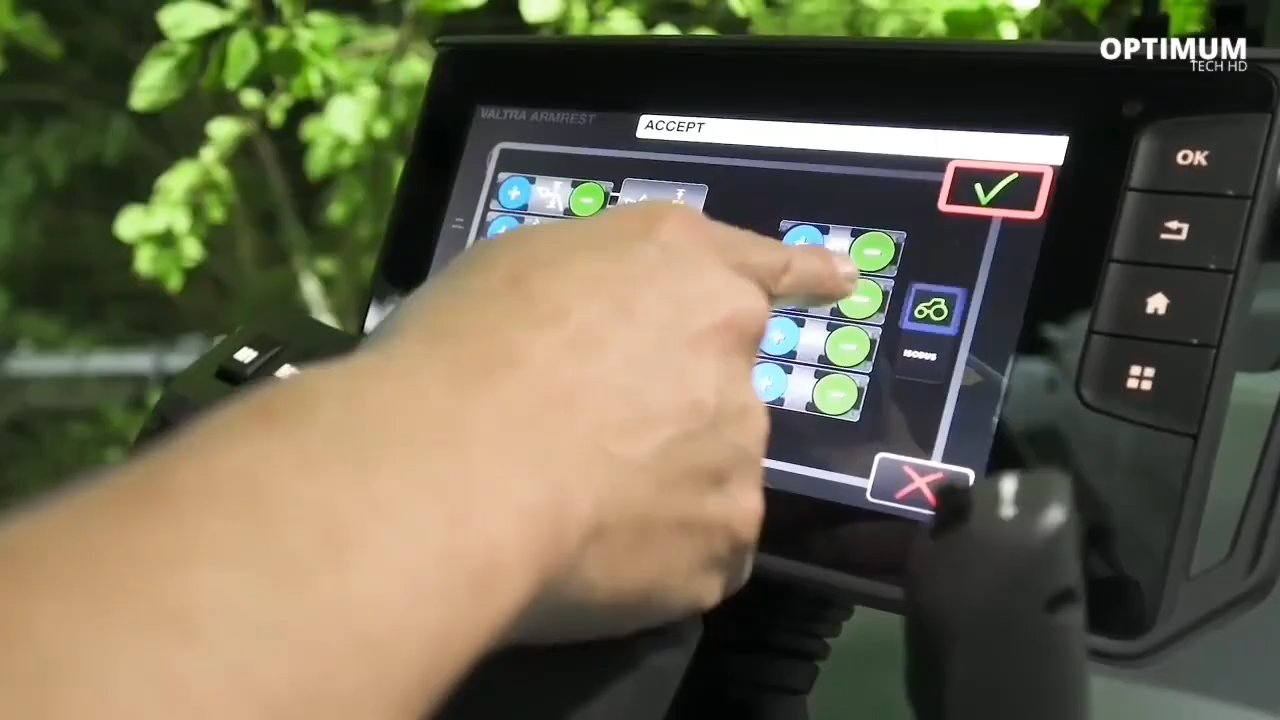 OPTIMUM
TECH HD
VALTRA ARMREST
ACCEPT
OK
ISOBUS